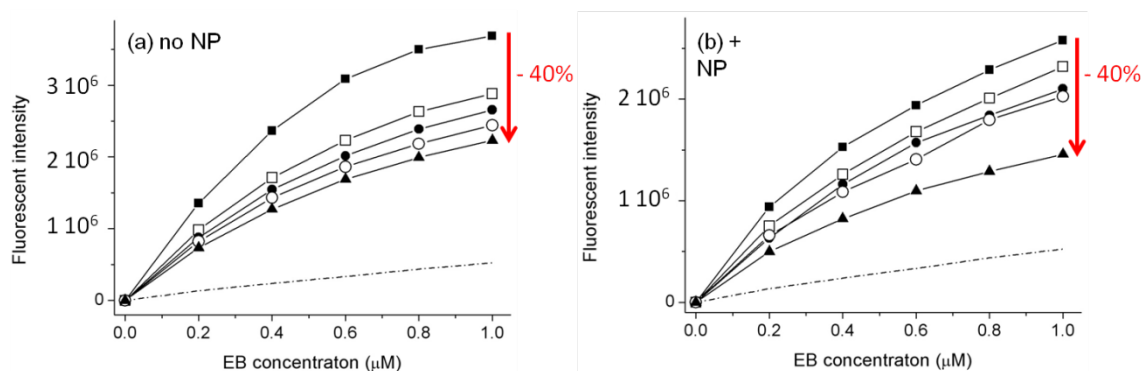 (a) no NP
- 40%
3 10⁶
2 10⁶
1 10⁶
0
Fluorescent intensity
0.0 0.2 0.4 0.6 0.8 1.0
EB concentraton (μM)
(b) +
NP
- 40%
2 10⁶
1 10⁶
0
Fluorescent intensity
0.0 0.2 0.4 0.6 0.8 1.0
EB concentraton (μM)